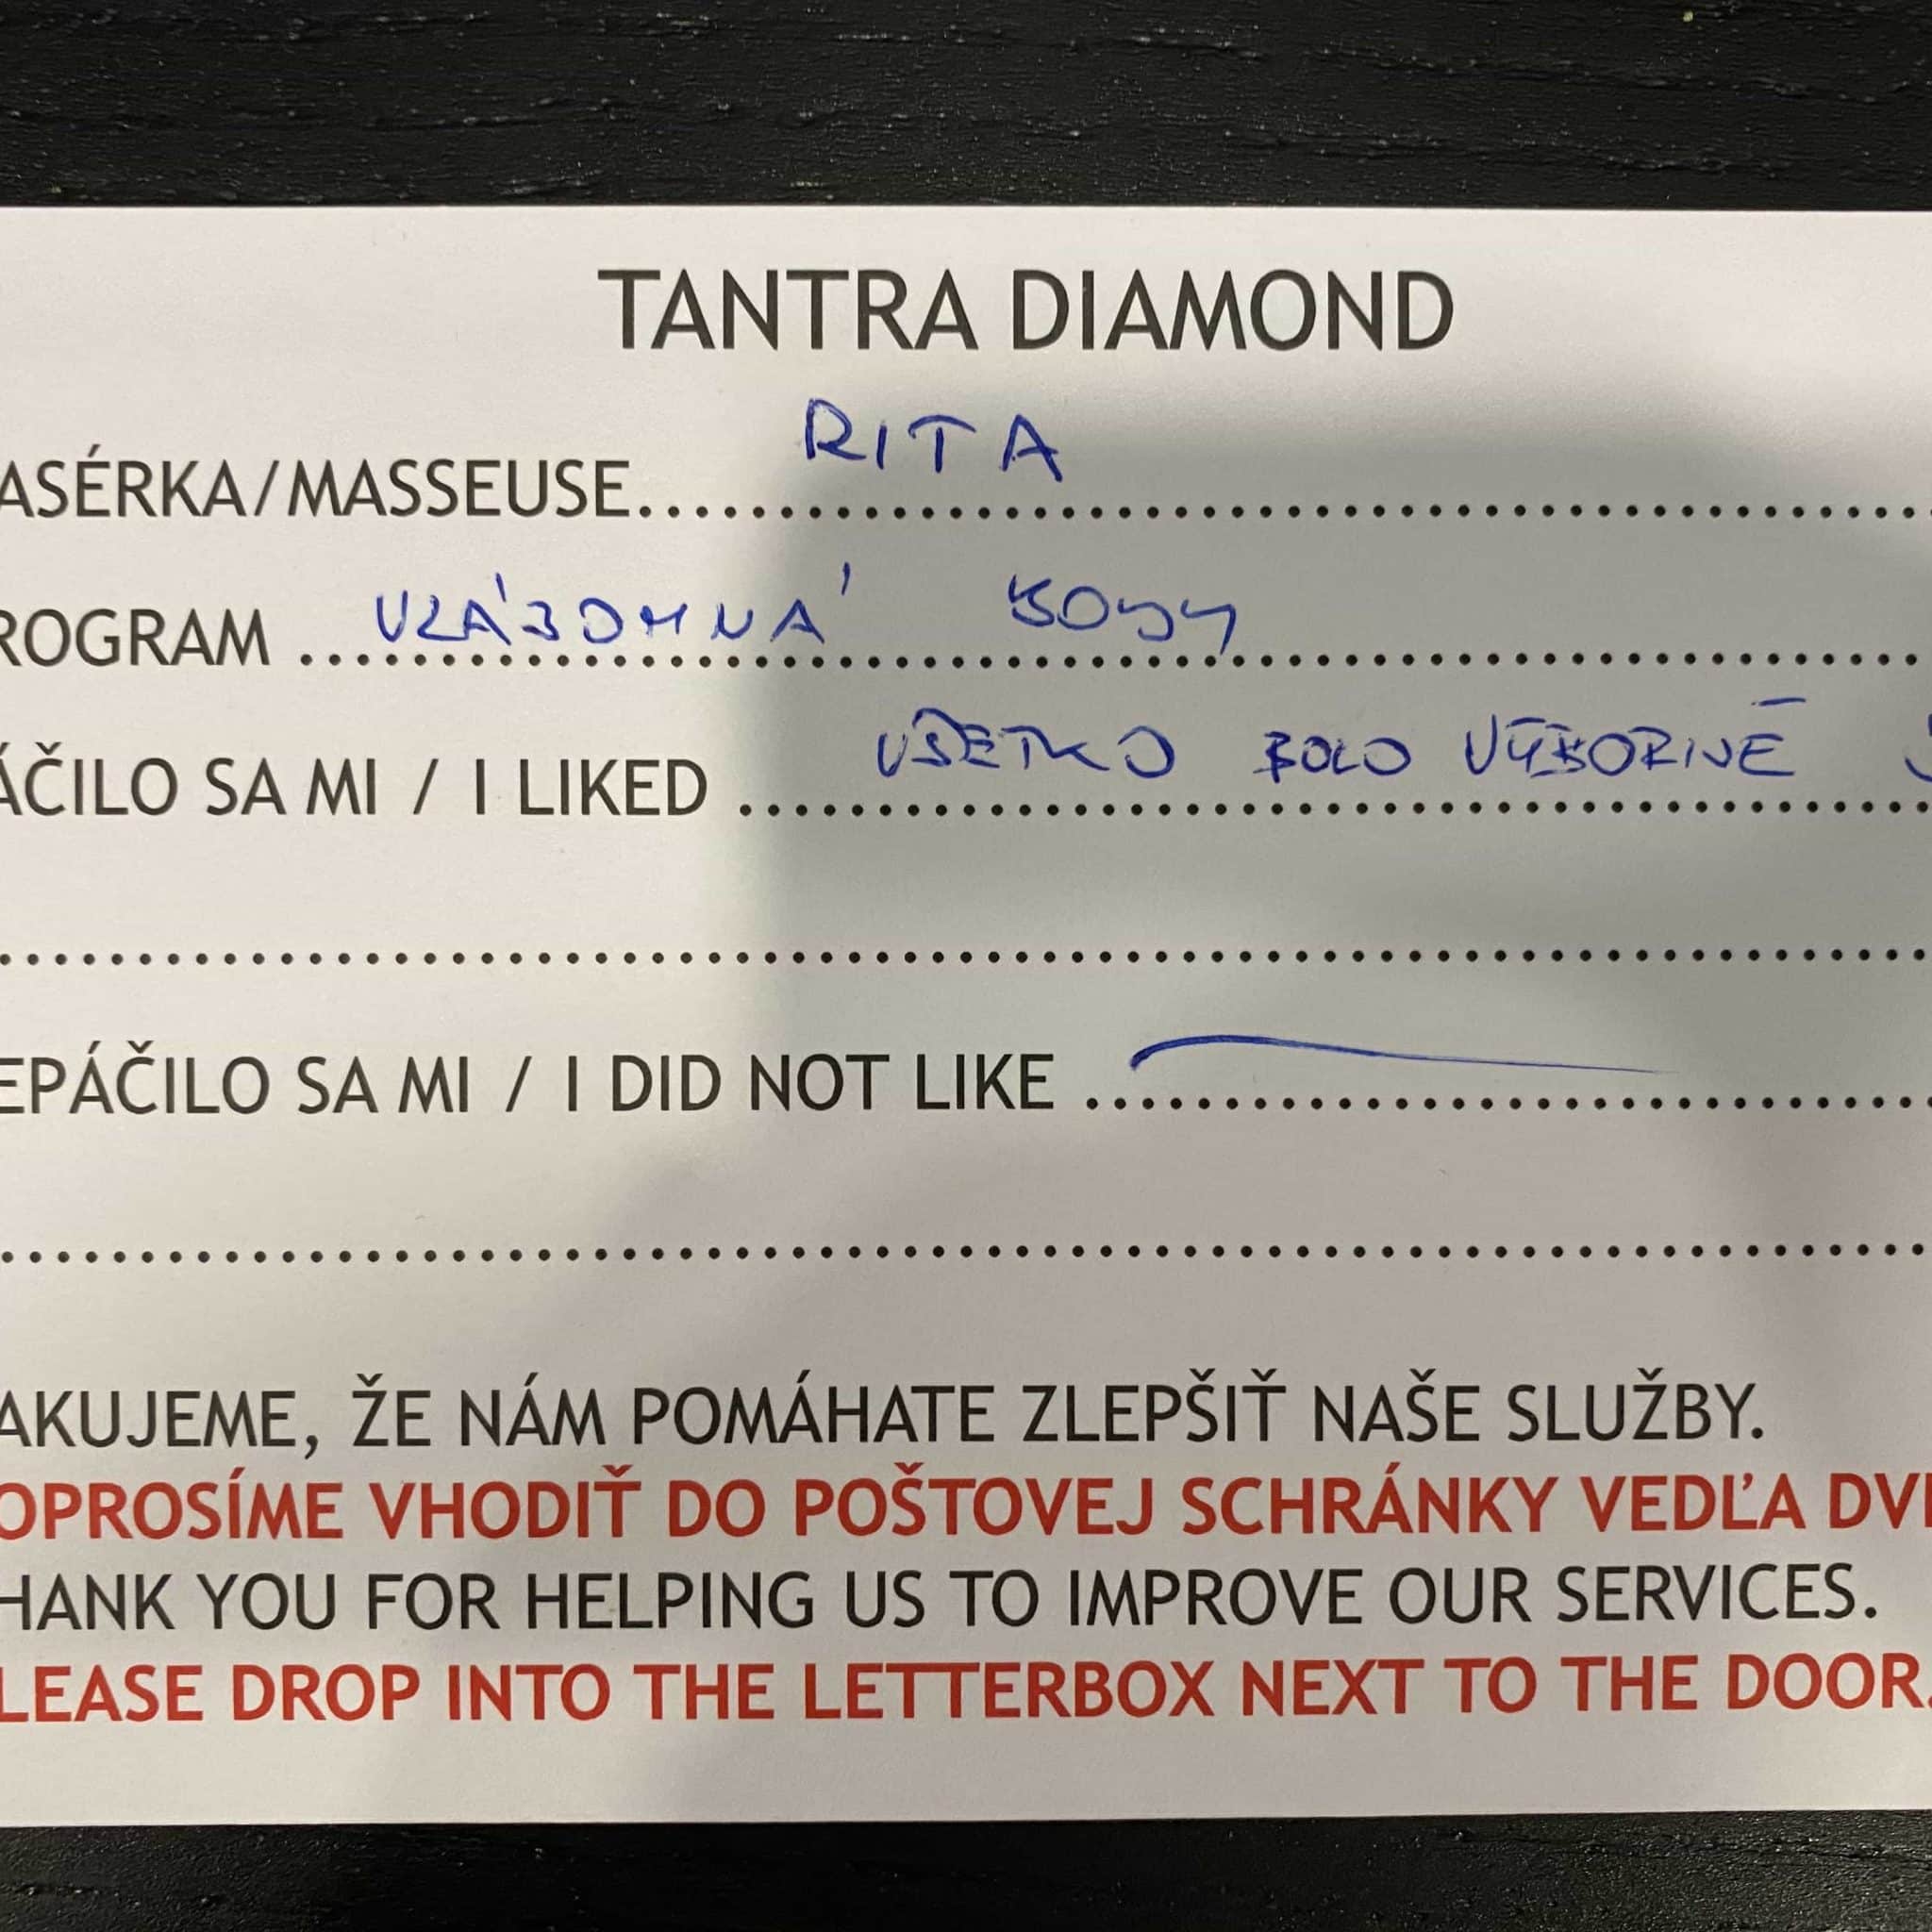 TANTRA DIAMOND
ASÉRKA/MASSEUSE RITA
ROGRAM VLÁSOMNÁ BODY
ÁČILO SA MI / I LIKED VŠETKO BOLO VÝBORNÉ
EPÁČILO SA MI / I DID NOT LIKE
AKUJEME, ŽE NÁM POMÁHATE ZLEPŠIŤ NAŠE SLUŽBY.
OPROSÍME VHODIŤ DO POŠTOVEJ SCHRÁNKY VEDĽA DV
HANK YOU FOR HELPING US TO IMPROVE OUR SERVICES.
LEASE DROP INTO THE LETTERBOX NEXT TO THE DOOR.